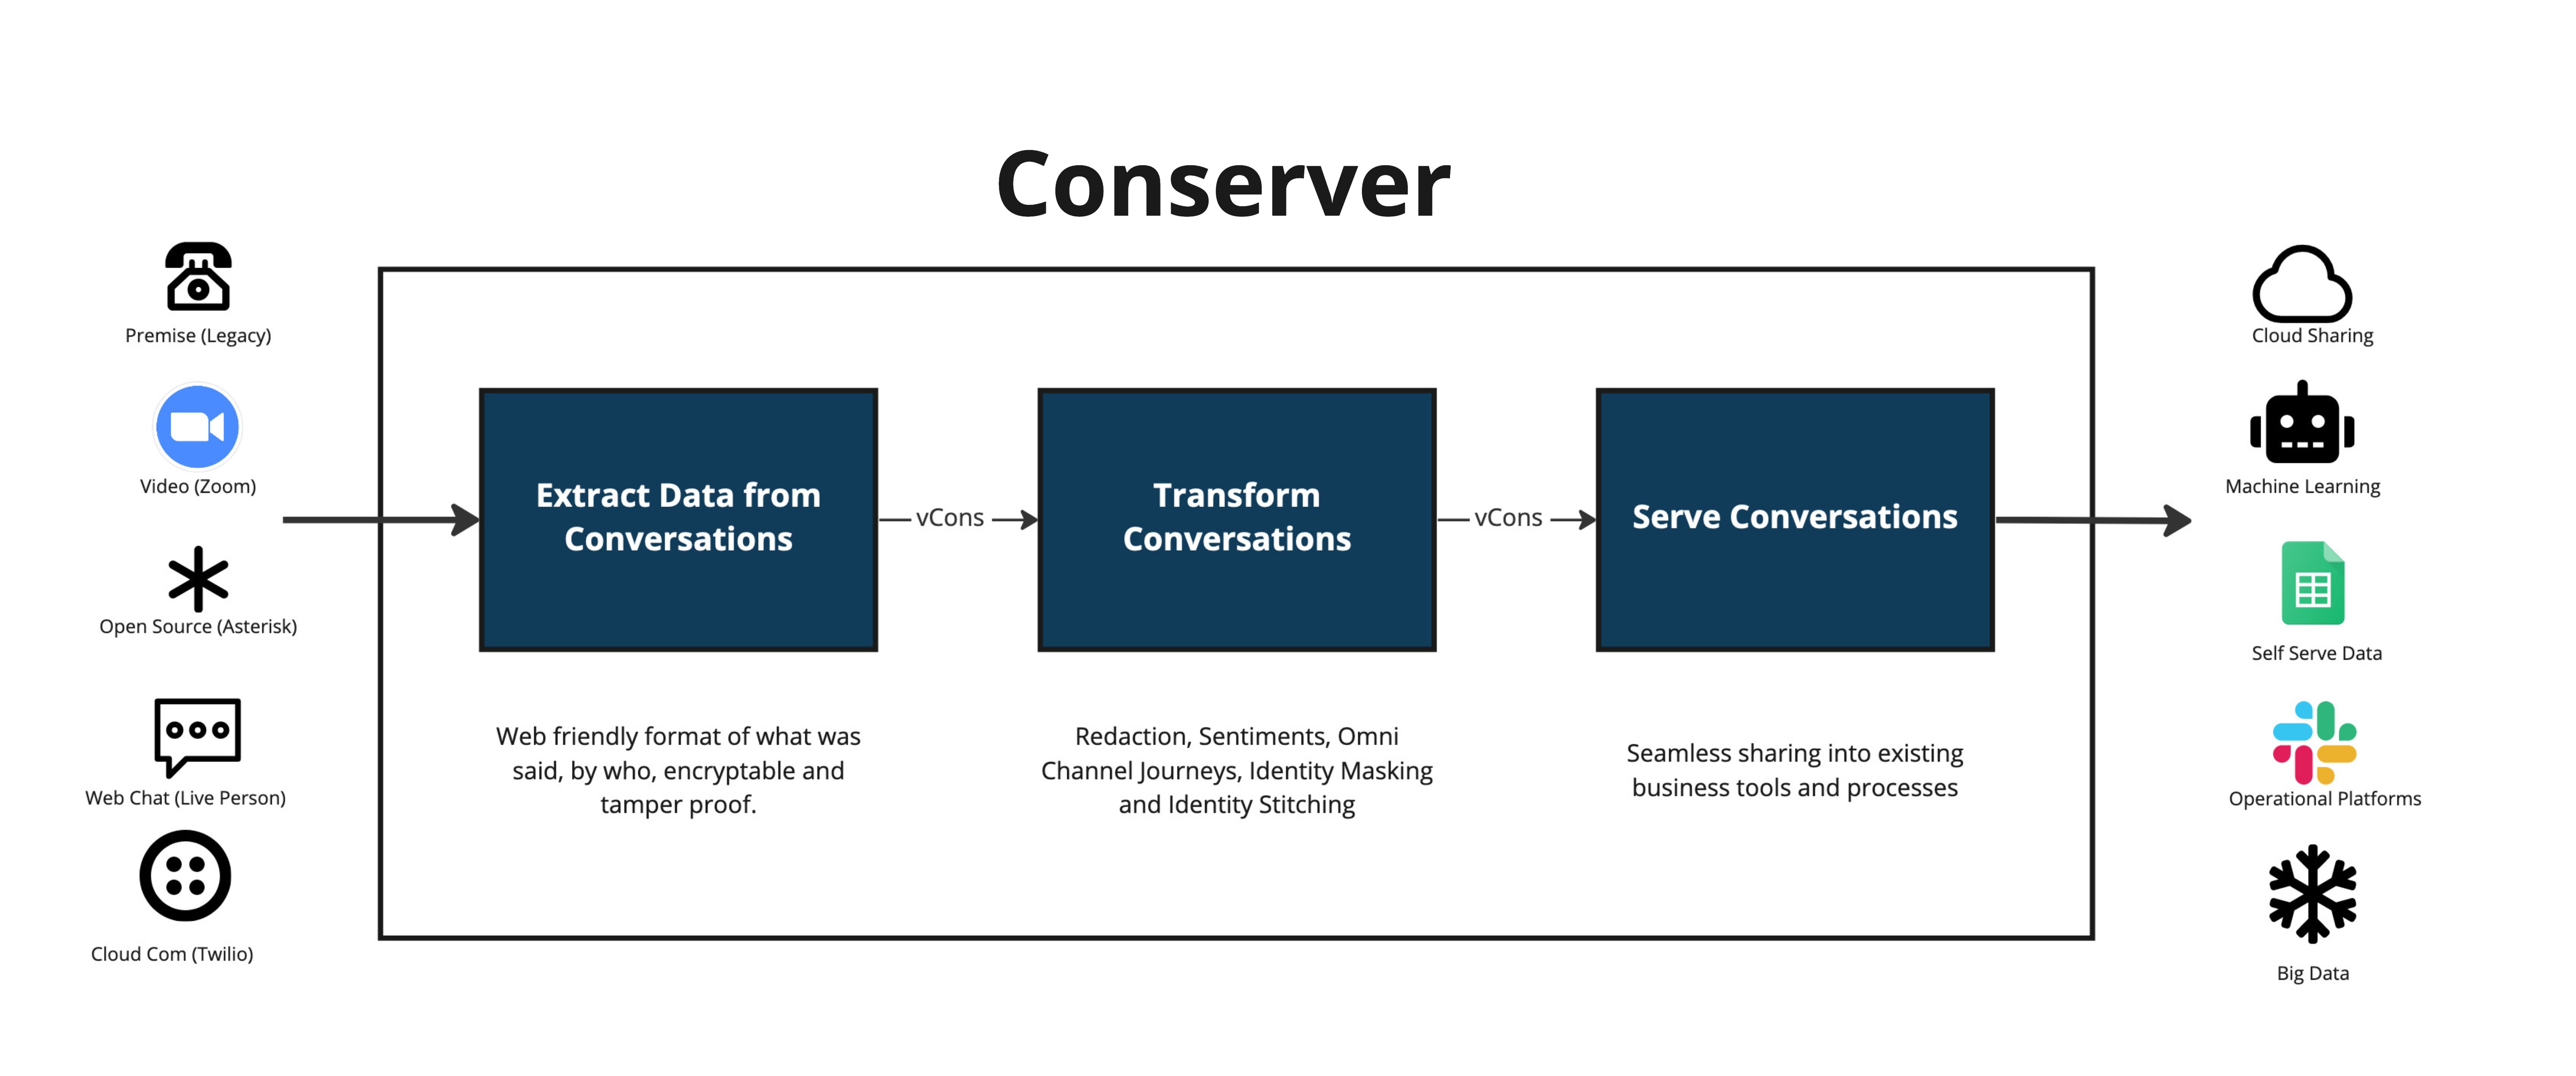 Conserver
Premise (Legacy)
Video (Zoom)
Open Source (Asterisk)
Web Chat (Live Person)
Cloud Com (Twilio)
Extract Data from
Conversations
vCons
Transform
Conversations
vCons
Serve Conversations
Web friendly format of what was
said, by who, encryptable and
tamper proof.
Redaction, Sentiments, Omni
Channel Journeys, Identity Masking
and Identity Stitching
Seamless sharing into existing
business tools and processes
Cloud Sharing
Machine Learning
Self Serve Data
Operational Platforms
Big Data